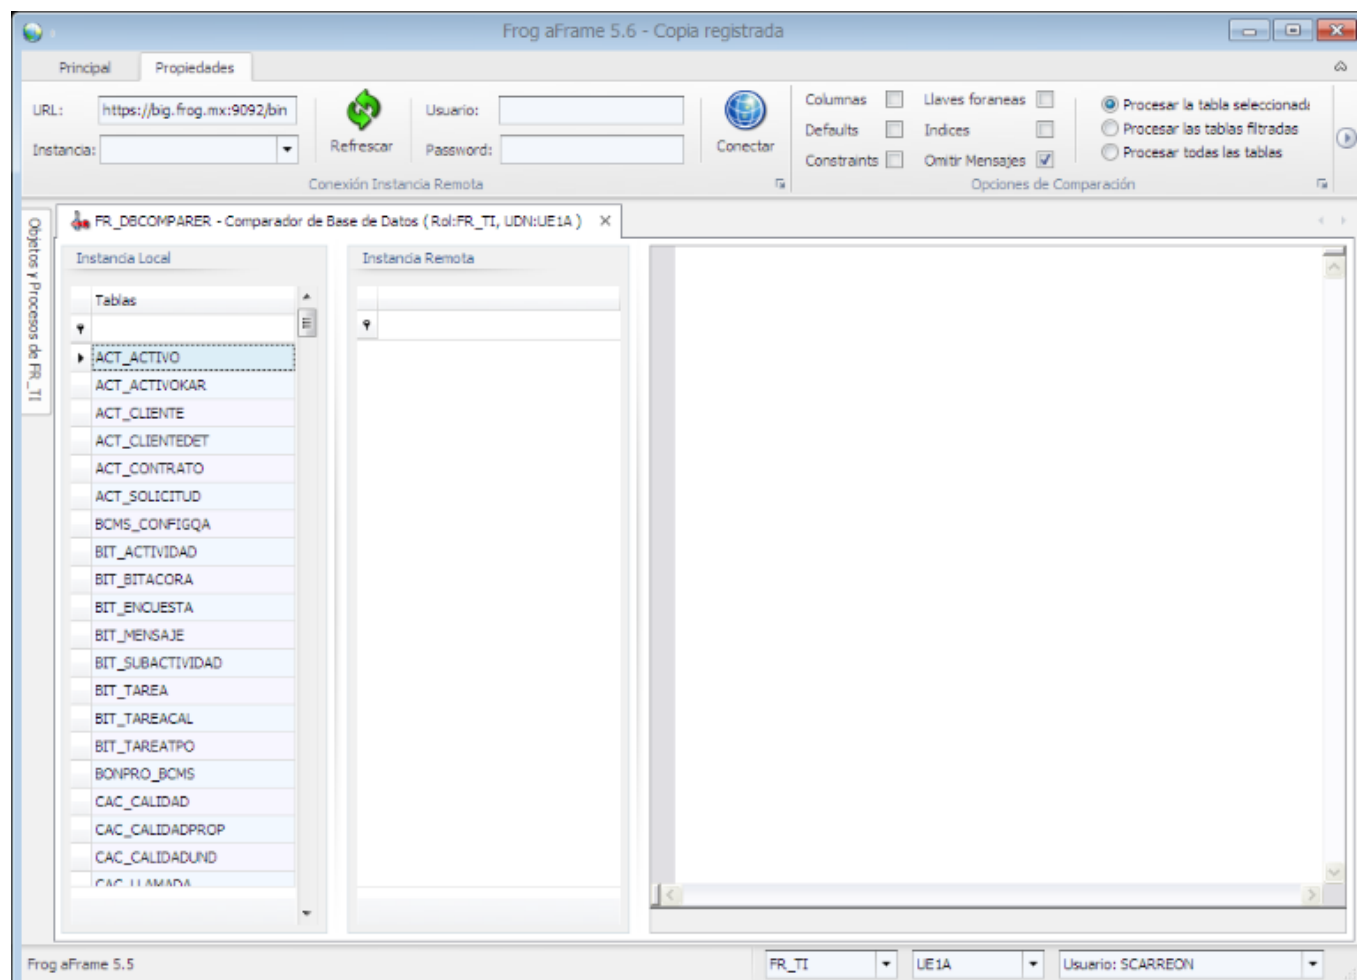 Frog aFrame 5.6 - Copia registrada
Principal Propiedades
URL: https://big.frog.mx:9092/bin
Instancia:
Refrescar
Usuario:
Password:
Conectar
Conexión Instancia Remota
Columnas Llaves foraneas
Defaults Indices
Constraints Omitir Mensajes
Procesar la tabla seleccionada
Procesar las tablas filtradas
Procesar todas las tablas
Opciones de Comparación
Objetos y Procesos de FR_TI
FR_DBCOMPARER - Comparador de Base de Datos ( Rol:FR_TI, UDN:UE1A )
Instancia Local
Instancia Remota
Tablas
ACT_ACTIVO
ACT_ACTIVOKAR
ACT_CLIENTE
ACT_CLIENTEDET
ACT_CONTRATO
ACT_SOLICITUD
BCMS_CONFIGQA
BIT_ACTIVIDAD
BIT_BITACORA
BIT_ENCUESTA
BIT_MENSAJE
BIT_SUBACTIVIDAD
BIT_TAREA
BIT_TAREACAL
BIT_TAREATPO
BONPRO_BCMS
CAC_CALIDAD
CAC_CALIDADPROP
CAC_CALIDADUND
CAC_LLAMADA
Frog aFrame 5.5
FR_TI UE1A Usuario: SCARREON